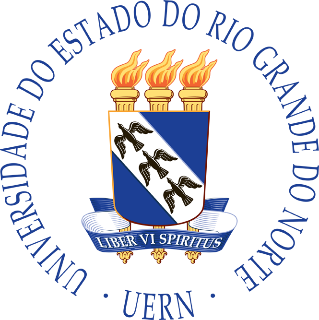 UNIVERSIDADE DO ESTADO DO RIO GRANDE DO NORTE
LIBER VI SPIRITUS
· UERN ·